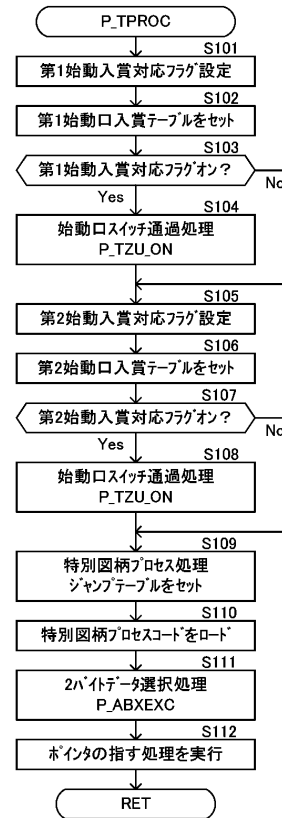 P_TPROC
S101
第1始動入賞対応フラグ設定
S102
第1始動口入賞テーブルをセット
S103
第1始動入賞対応フラグオン?
No
Yes
S104
始動口スイッチ通過処理
P_TZU_ON
S105
第2始動入賞対応フラグ設定
S106
第2始動口入賞テーブルをセット
S107
第2始動入賞対応フラグオン?
No
Yes
S108
始動口スイッチ通過処理
P_TZU_ON
S109
特別図柄プロセス処理
ジャンプテーブルをセット
S110
特別図柄プロセスコードをロード
S111
2バイトデータ選択処理
P_ABXEXC
S112
ポインタの指す処理を実行
RET